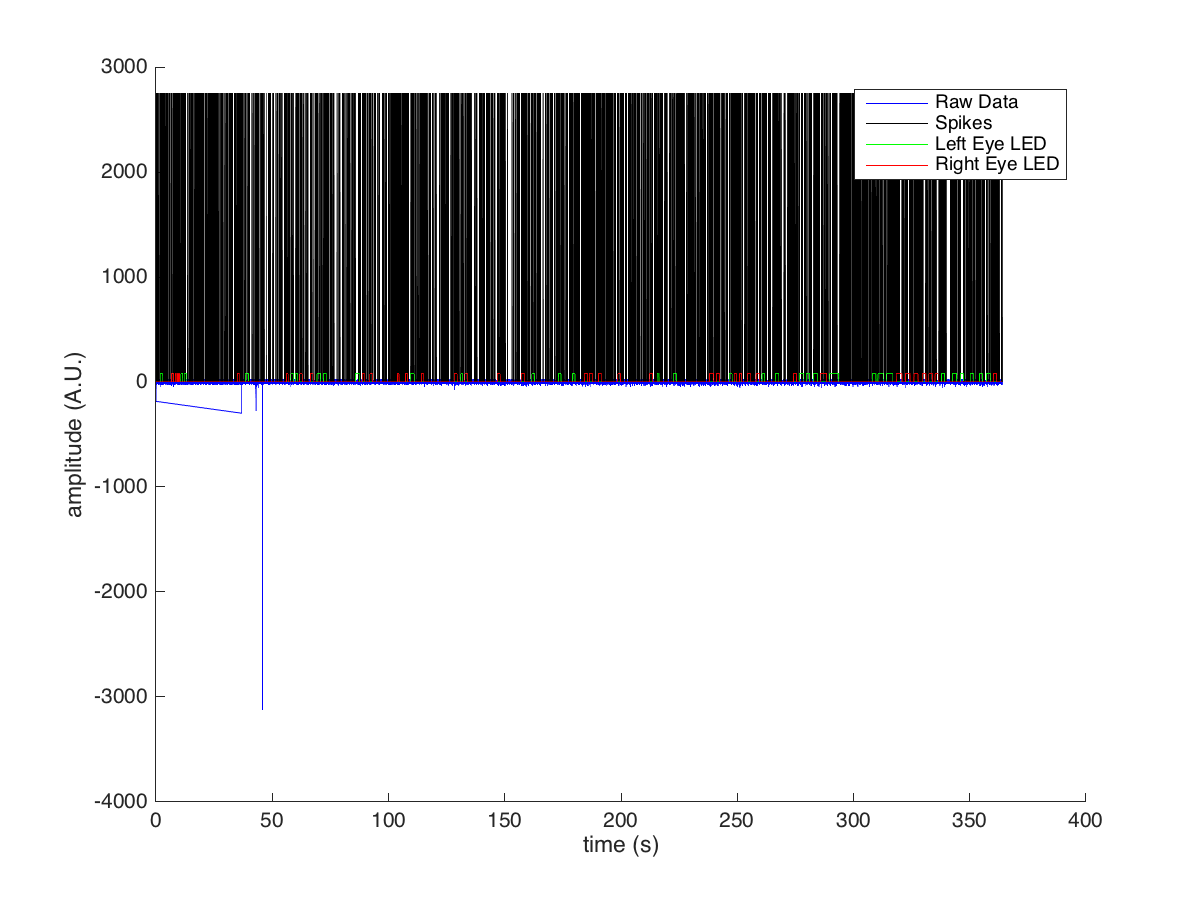 3000
2000
1000
0
-1000
-2000
-3000
-4000
amplitude (A.U.)
Raw Data
Spikes
Left Eye LED
Right Eye LED
0 50 100 150 200 250 300 350 400
time (s)